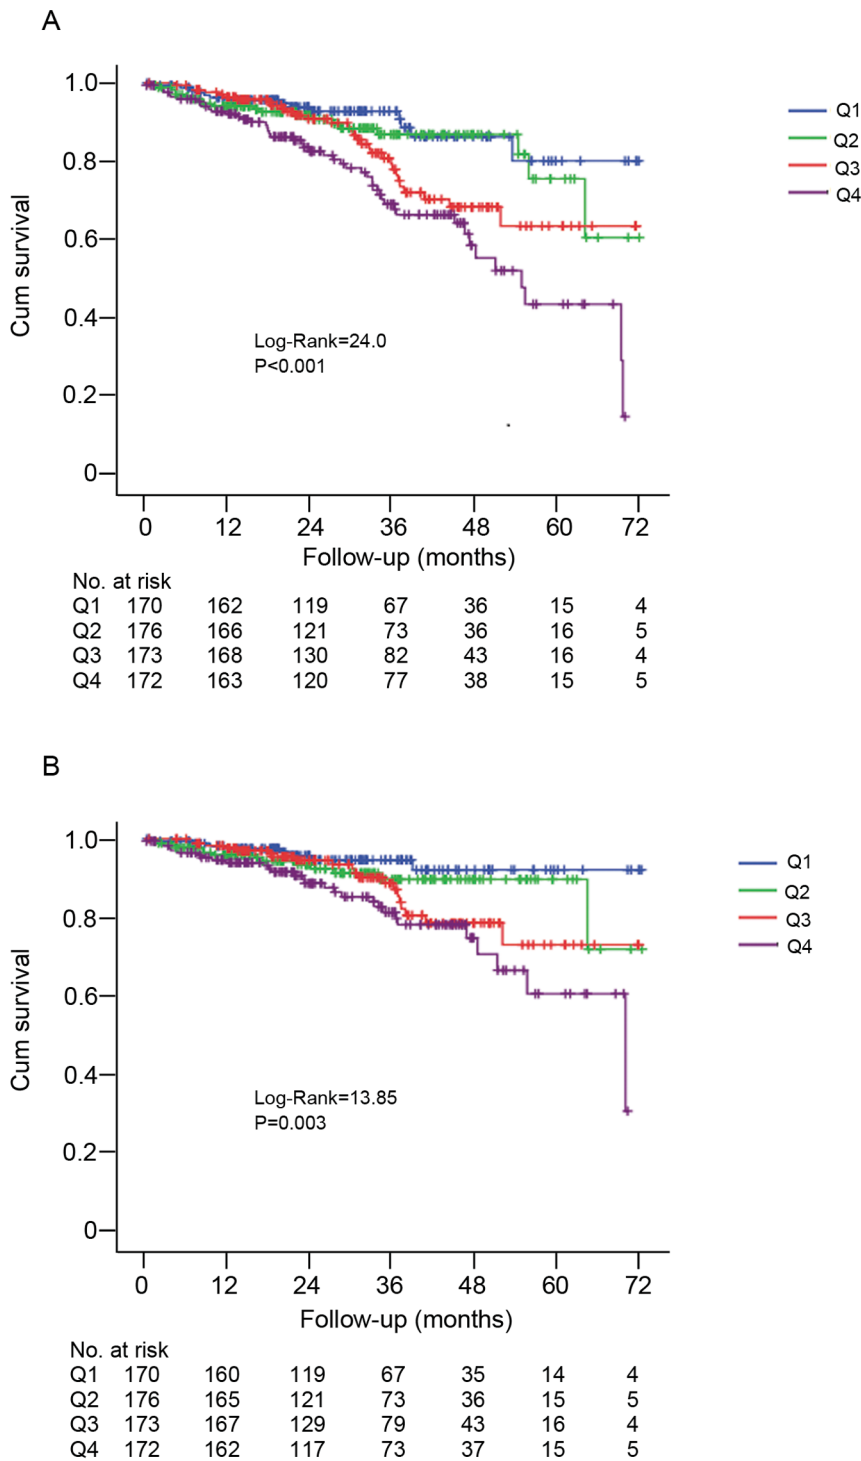 A
1.0
0.8
0.6
0.4
0.2
0
Cum survival
Q1
Q2
Q3
Q4
Log-Rank=24.0
P<0.001
0 12 24 36 48 60 72
Follow-up (months)
No. at risk
Q1 170 162 119 67 36 15 4
Q2 176 166 121 73 36 16 5
Q3 173 168 130 82 43 16 4
Q4 172 163 120 77 38 15 5
B
1.0
0.8
0.6
0.4
0.2
0
Cum survival
Q1
Q2
Q3
Q4
Log-Rank=13.85
P=0.003
0 12 24 36 48 60 72
Follow-up (months)
No. at risk
Q1 170 160 119 67 35 14 4
Q2 176 165 121 73 36 15 5
Q3 173 167 129 79 43 16 4
Q4 172 162 117 73 37 15 5